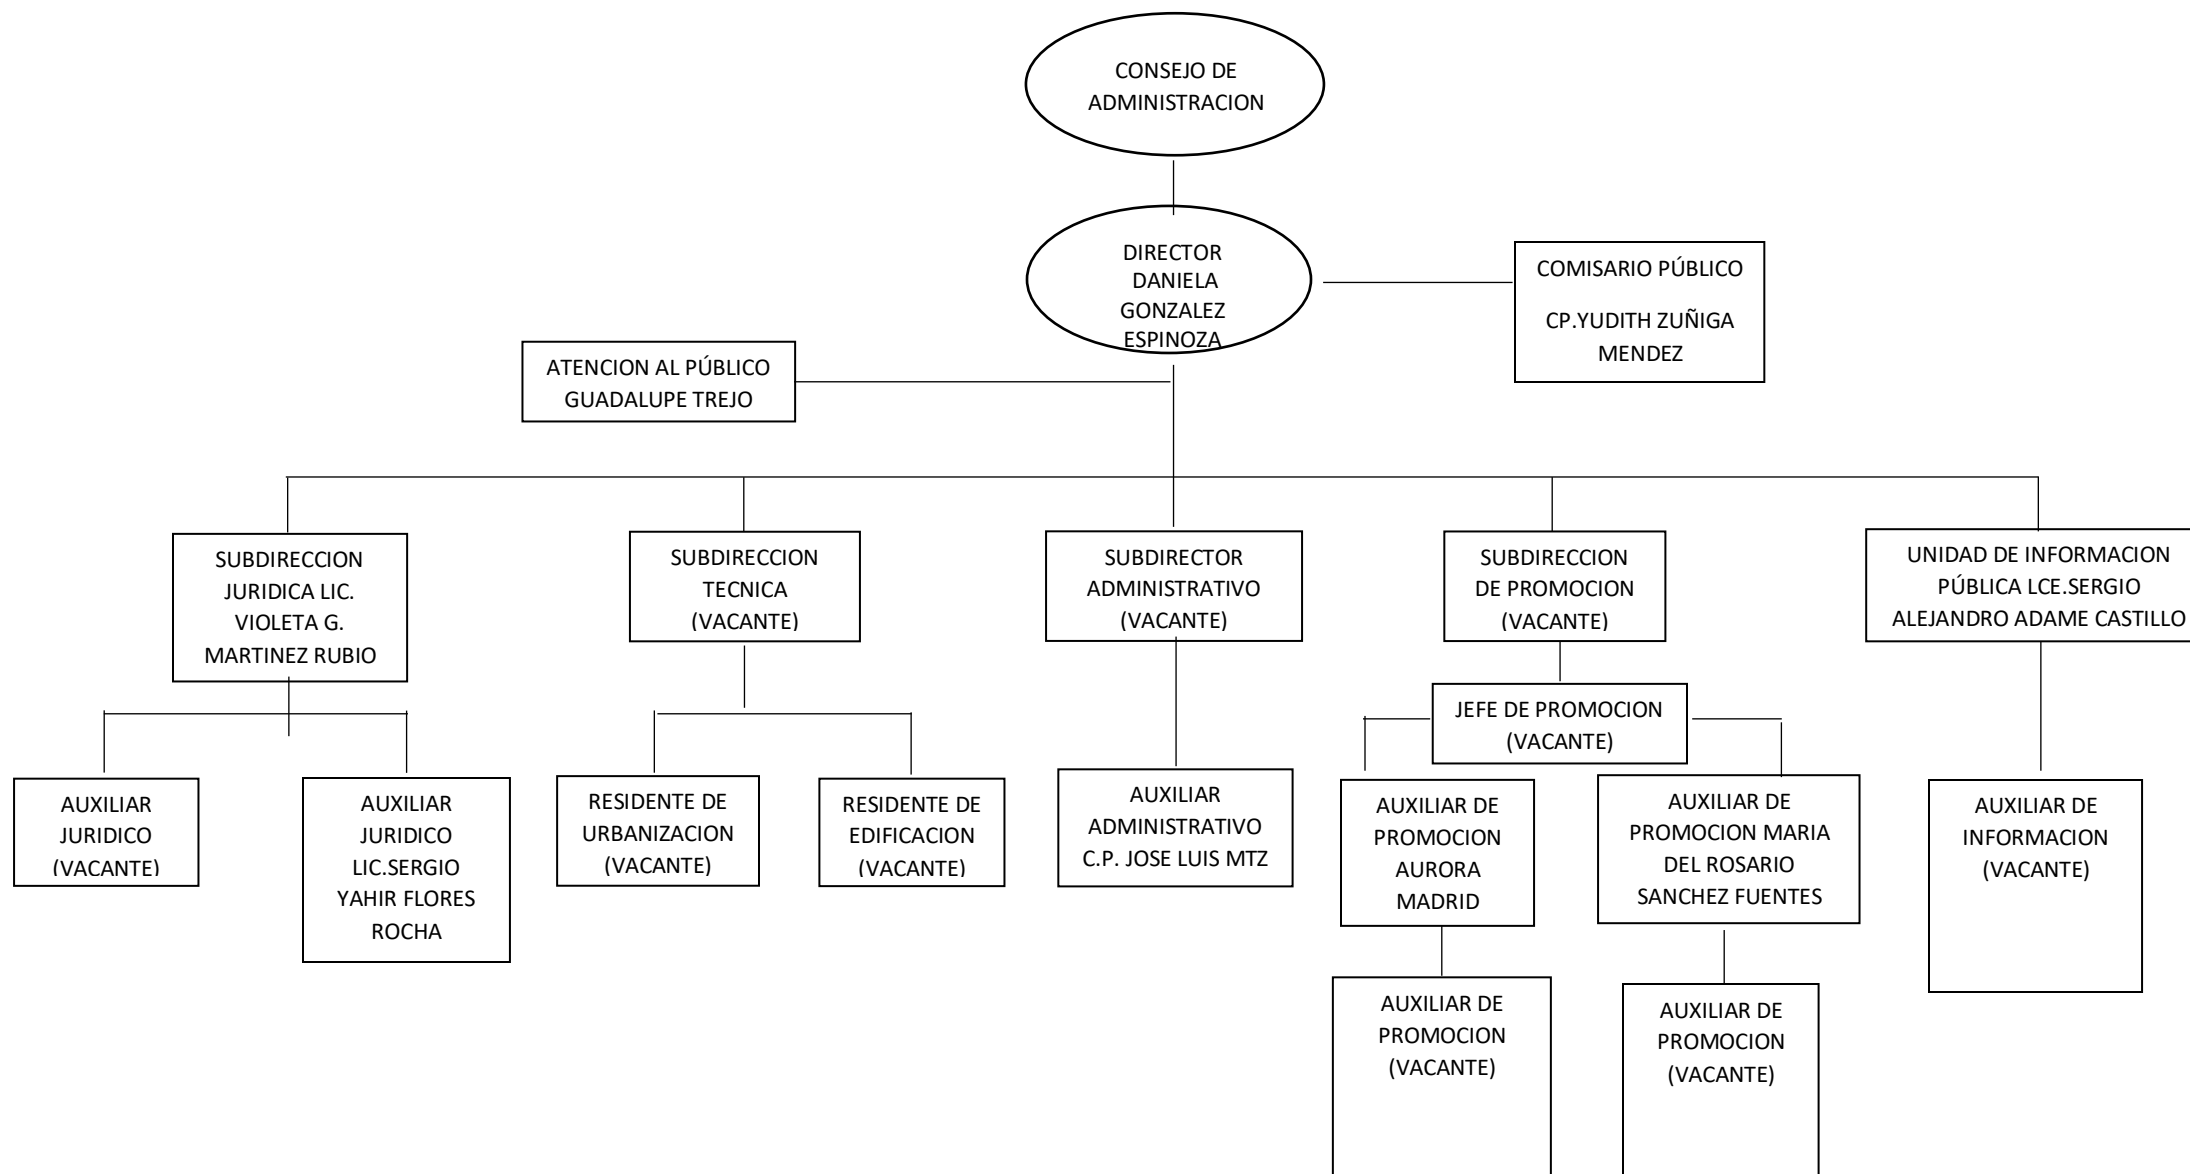 CONSEJO DE
ADMINISTRACION
DIRECTOR
DANIELA
GONZALEZ
ESPINOZA
COMISARIO PÚBLICO
CP.YUDITH ZUÑIGA
MENDEZ
ATENCION AL PÚBLICO
GUADALUPE TREJO
SUBDIRECCION
JURIDICA LIC.
VIOLETA G.
MARTINEZ RUBIO
SUBDIRECCION
TECNICA
(VACANTE)
SUBDIRECTOR
ADMINISTRATIVO
(VACANTE)
SUBDIRECCION
DE PROMOCION
(VACANTE)
UNIDAD DE INFORMACION
PÚBLICA LCE.SERGIO
ALEJANDRO ADAME CASTILLO
JEFE DE PROMOCION
(VACANTE)
AUXILIAR
JURIDICO
(VACANTE)
AUXILIAR
JURIDICO
LIC.SERGIO
YAHIR FLORES
ROCHA
RESIDENTE DE
URBANIZACION
(VACANTE)
RESIDENTE DE
EDIFICACION
(VACANTE)
AUXILIAR
ADMINISTRATIVO
C.P. JOSE LUIS MTZ
AUXILIAR DE
PROMOCION
AURORA
MADRID
AUXILIAR DE
PROMOCION MARIA
DEL ROSARIO
SANCHEZ FUENTES
AUXILIAR DE
INFORMACION
(VACANTE)
AUXILIAR DE
PROMOCION
(VACANTE)
AUXILIAR DE
PROMOCION
(VACANTE)